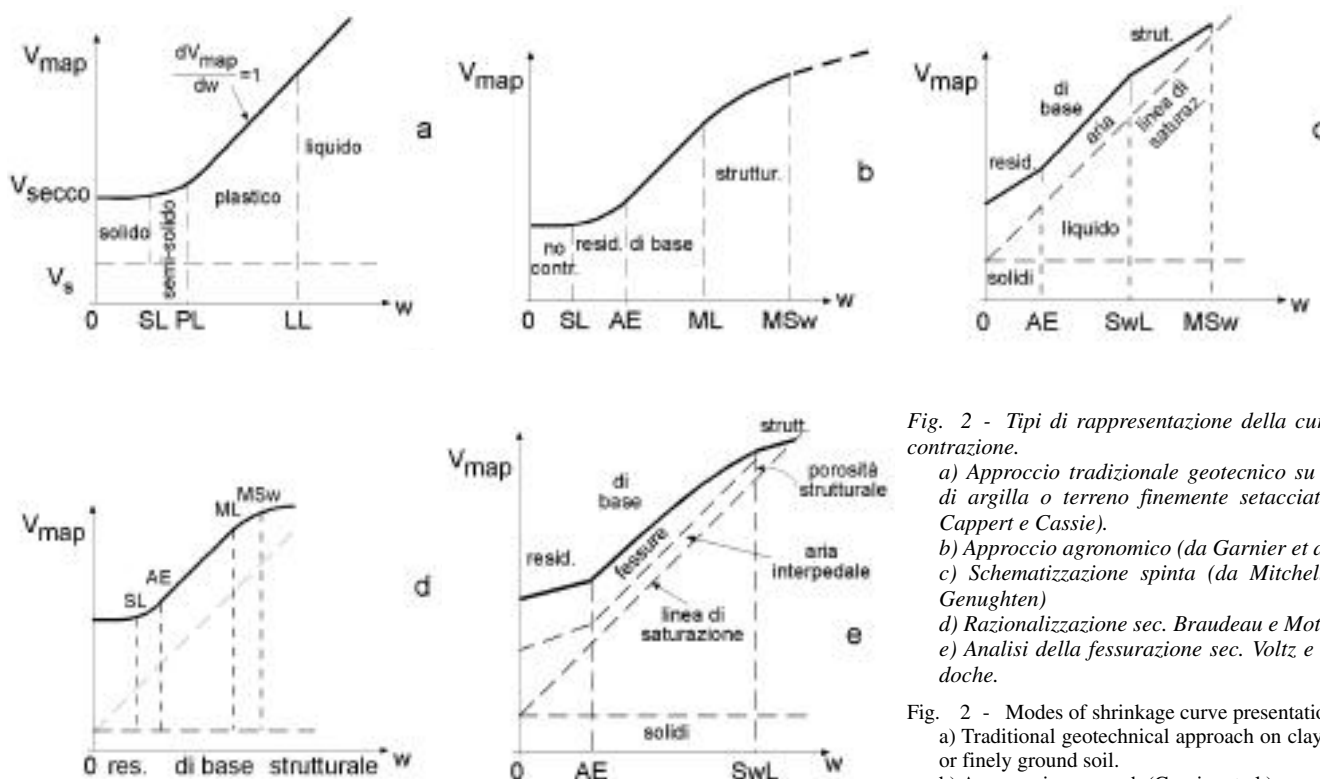 V_map
dV_map
dw
=1
a
liquido
V_secco
plastico
solido
semi-solido
V_s
0 SL PL LL w
V_map
b
struttur.
no contr.
resid. di base
0 SL AE ML MSw w
strut.
V_map
di base
aria
linea di saturaz.
resid.
liquido
solidi
0 AE SwL MSw w
V_map
SL
AE
ML
MSw
d
w
0 res. di base strutturale
strutt.
V_map
di base
porosità strutturale
resid.
fessure
aria interpedale
linea di saturazione
e
solidi
0 AE SwL w
Fig. 2 - Tipi di rappresentazione della cur
contrazione.
a) Approccio tradizionale geotecnico su
di argilla o terreno finemente setacciat
Cappert e Cassie).
b) Approccio agronomico (da Garnier et a
c) Schematizzazione spinta (da Mitchell
Genughten)
d) Razionalizzazione sec. Braudeau e Mot
e) Analisi della fessurazione sec. Voltz e
doche.
Fig. 2 - Modes of shrinkage curve presentatio
a) Traditional geotechnical approach on clay
or finely ground soil.